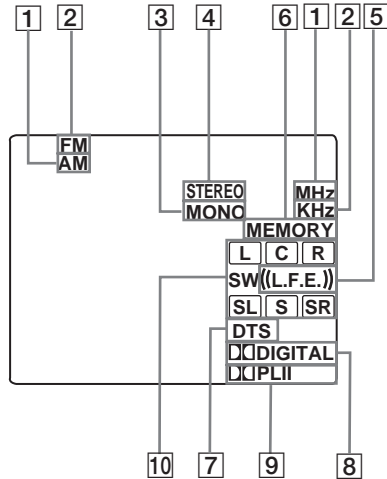 1 2 3 4 6 1 2 5
FM
AM
STEREO MHz
MONO KHz
MEMORY
L C R
SW ((L.F.E.))
SL S SR
DTS
DIGITAL
PLII
10 7 9 8